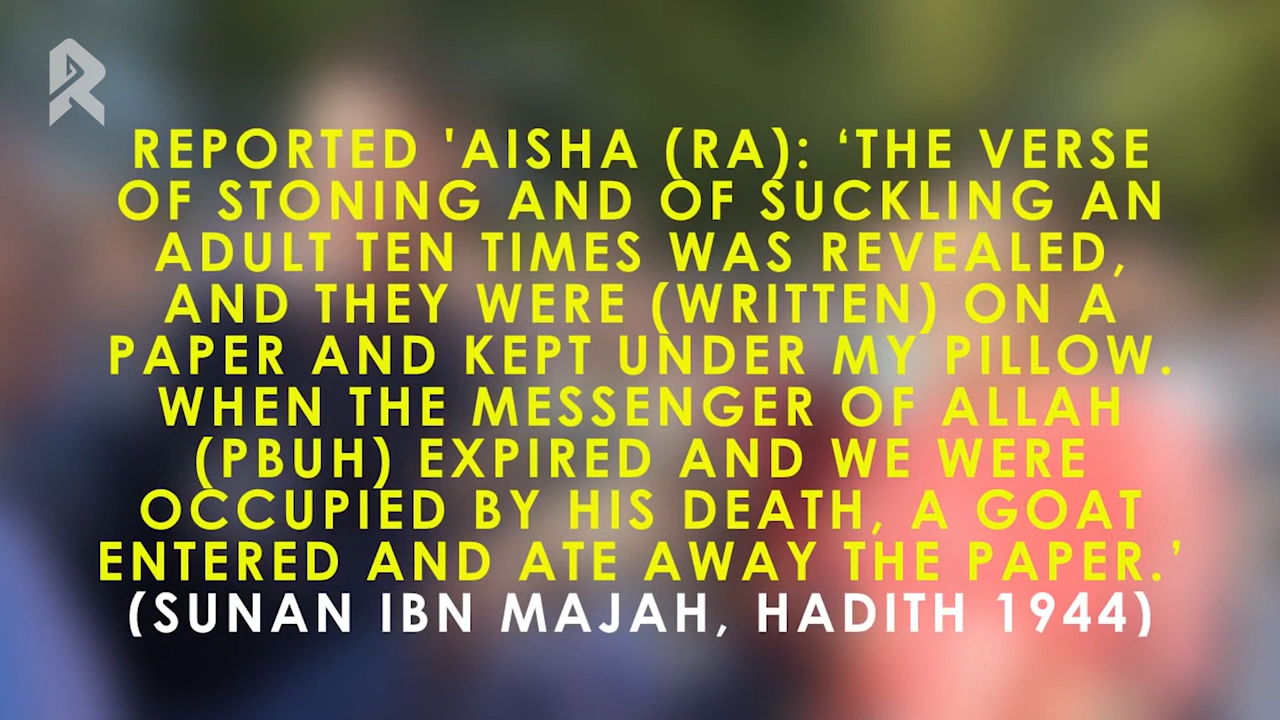 REPORTED 'AISHA (RA): ‘THE VERSE
OF STONING AND OF SUCKLING AN
ADULT TEN TIMES WAS REVEALED,
AND THEY WERE (WRITTEN) ON A
PAPER AND KEPT UNDER MY PILLOW.
WHEN THE MESSENGER OF ALLAH
(PBUH) EXPIRED AND WE WERE
OCCUPIED BY HIS DEATH, A GOAT
ENTERED AND ATE AWAY THE PAPER.’
(SUNAN IBN MAJAH, HADITH 1944)